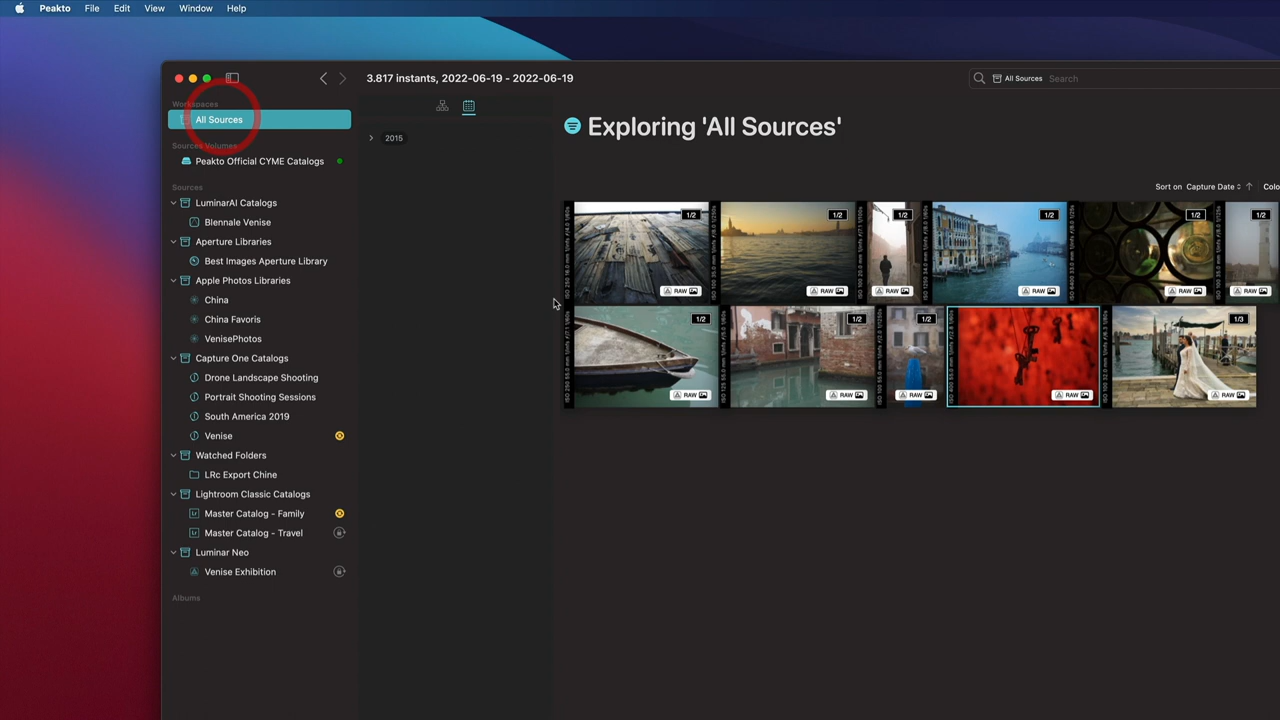 Peakto File Edit View Window Help
3.817 instants, 2022-06-19 - 2022-06-19
All Sources Search
Workspaces
All Sources
Sources Volumes
Peakto Official CYME Catalogs
Sources
LuminarAI Catalogs
BIennale Venise
Aperture Libraries
Best Images Aperture Library
Apple Photos Libraries
China
China Favoris
VenisePhotos
Capture One Catalogs
Drone Landscape Shooting
Portrait Shooting Sessions
South America 2019
Venise
Watched Folders
LRc Export Chine
Lightroom Classic Catalogs
Lr Master Catalog - Family
Lr Master Catalog - Travel
Luminar Neo
Venise Exhibition
Albums
2015
Exploring 'All Sources'
Sort on Capture Date Colo
1/2 1/2 1/2 1/2 1/2 1/2
RAW RAW RAW RAW RAW RAW
1/2 1/2 1/2 1/3
RAW RAW RAW RAW RAW